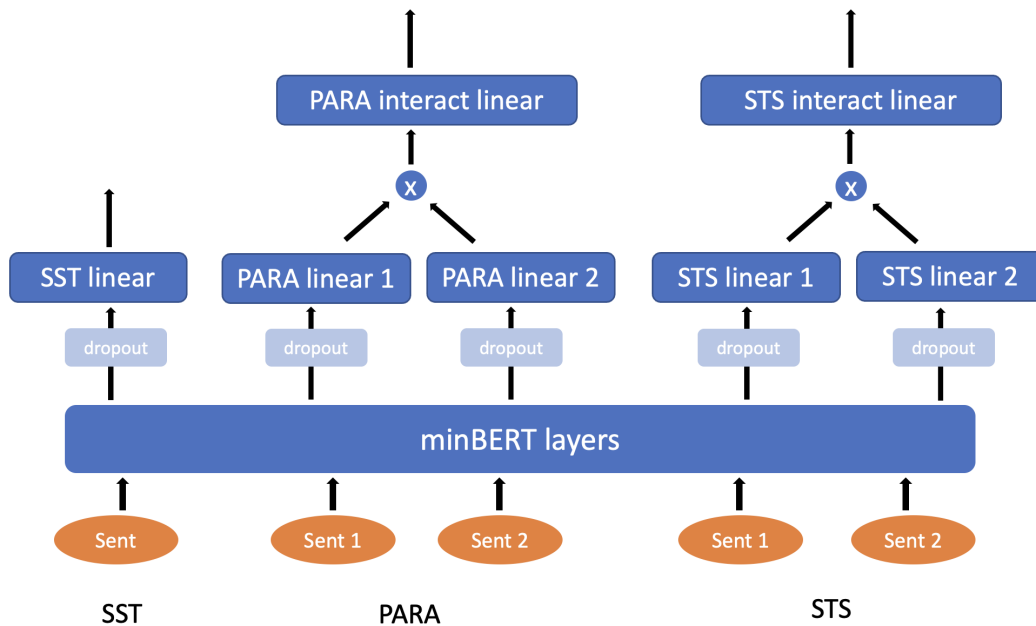 PARA interact linear
STS interact linear
x
x
SST linear
PARA linear 1
PARA linear 2
STS linear 1
STS linear 2
dropout
dropout
dropout
dropout
dropout
minBERT layers
Sent
Sent 1
Sent 2
Sent 1
Sent 2
SST
PARA
STS